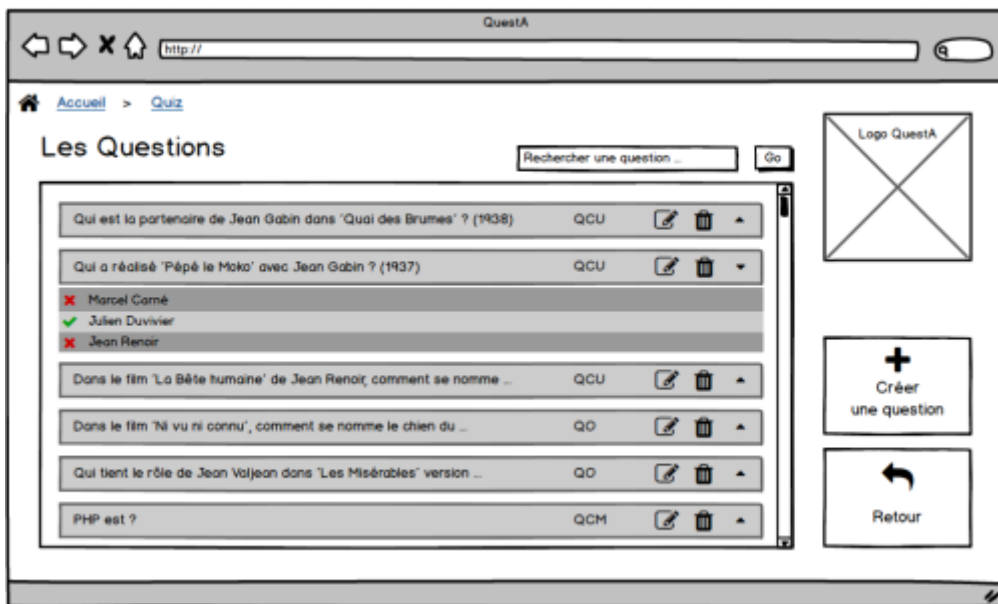 QuestA
http://
Accueil > Quiz
Logo QuestA
Les Questions
Rechercher une question ...
Go
Qui est la partenaire de Jean Gabin dans 'Quai des Brumes' ? (1938) QCU
Qui a réalisé 'Pépé le Moko' avec Jean Gabin ? (1937) QCU
Marcel Carné
Julien Duvivier
Jean Renoir
Dans le film 'La Bête humaine' de Jean Renoir, comment se nomme ... QCU
Dans le film 'Ni vu ni connu', comment se nomme le chien du ... QO
Qui tient le rôle de Jean Valjean dans 'Les Misérables' version ... QO
PHP est ? QCM
Créer
une question
Retour